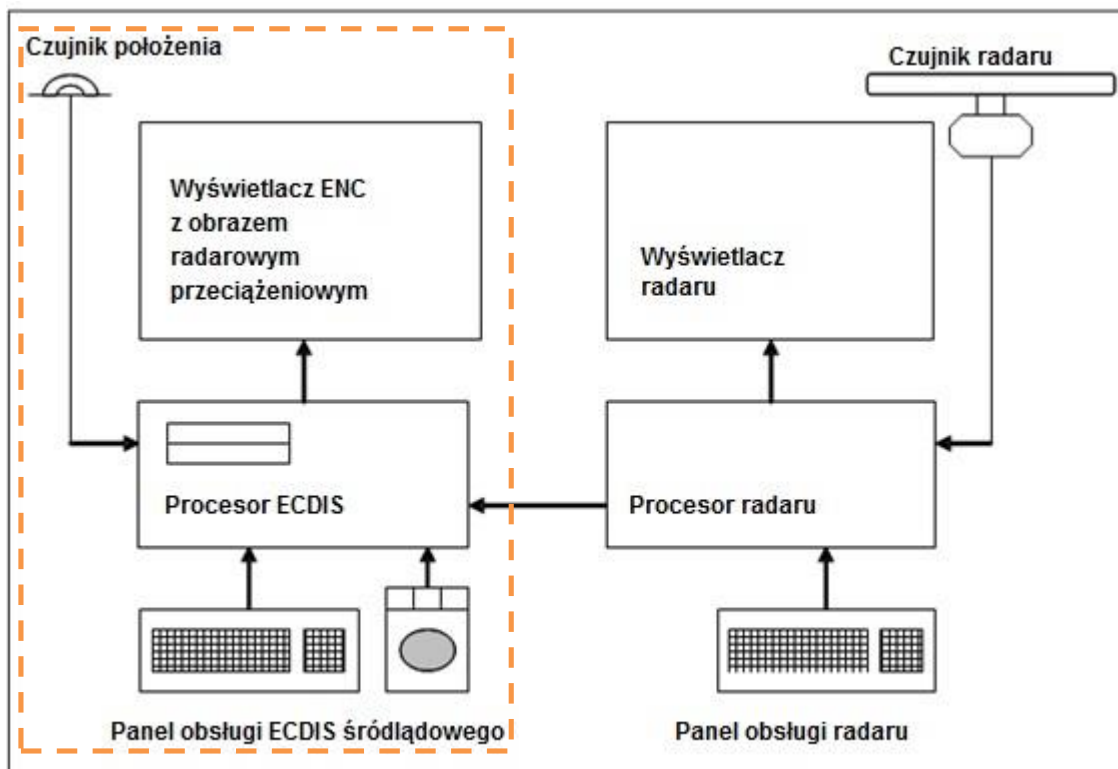 Czujnik położenia
Czujnik radaru
Wyświetlacz ENC
z obrazem
radarowym
przeciążeniowym
Wyświetlacz
radaru
Procesor ECDIS
Procesor radaru
Panel obsługi ECDIS śródlądowego
Panel obsługi radaru